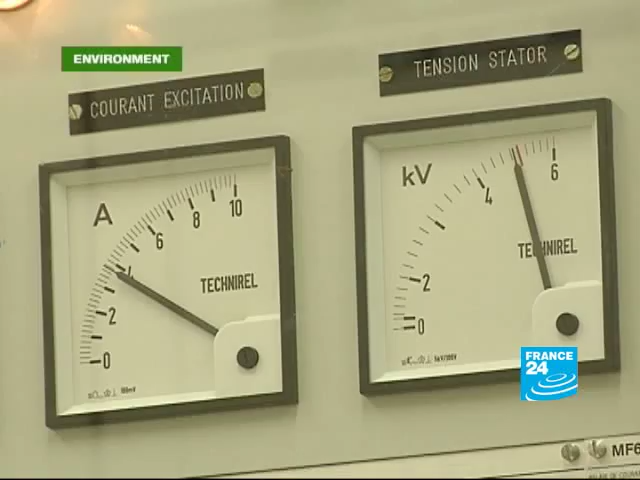 ENVIRONMENT
COURANT EXCITATION
TENSION STATOR
A
0
2
4
6
8
10
TECHNIREL
kV
0
2
4
6
TECHNIREL
FRANCE
24
MF6